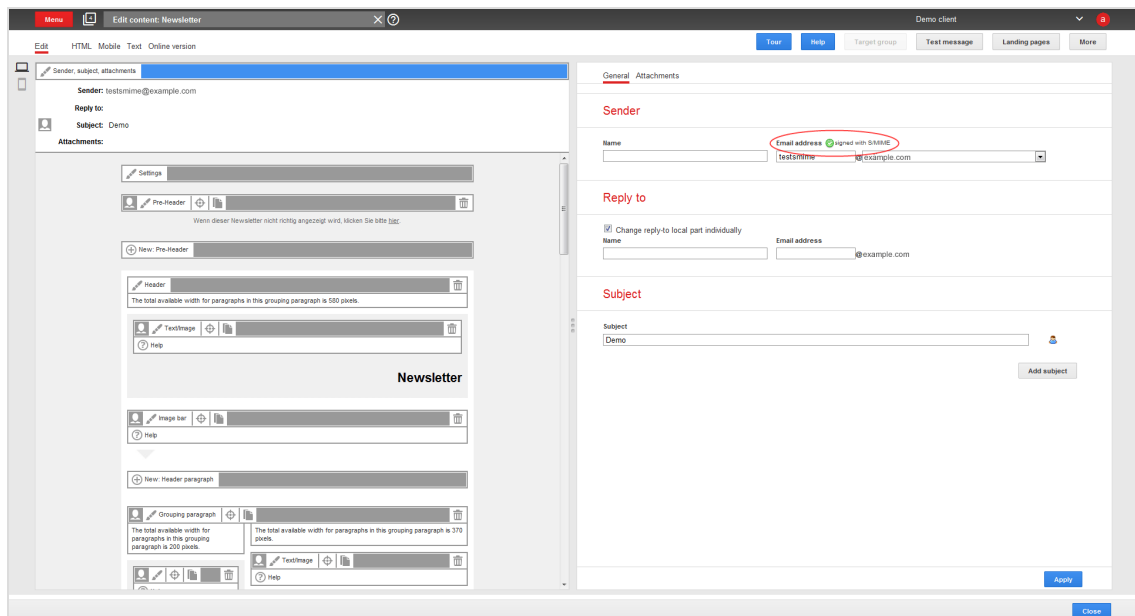 Menu 4 Edit content: Newsletter Demo client a
Edit HTML Mobile Text Online version Tour Help Target group Test message Landing pages More
Sender, subject, attachments
Sender: testsmime@example.com
Reply to:
Subject: Demo
Attachments:
Settings
Pre-Header
Wenn dieser Newsletter nicht richtig angezeigt wird, klicken Sie bitte hier.
New: Pre-Header
Header
The total available width for paragraphs in this grouping paragraph is 580 pixels.
Text/Image
Help
Newsletter
Image bar
Help
New: Header paragraph
Grouping paragraph
The total available width for
paragraphs in this grouping
paragraph is 200 pixels.
The total available width for paragraphs in this grouping paragraph is 370
pixels.
Text/Image
Help
General Attachments
Sender
Name Email address signed with S/MIME
testsmime @ example.com
Reply to
Change reply-to local part individually
Name Email address
@example.com
Subject
Subject
Demo
Add subject
Apply
Close